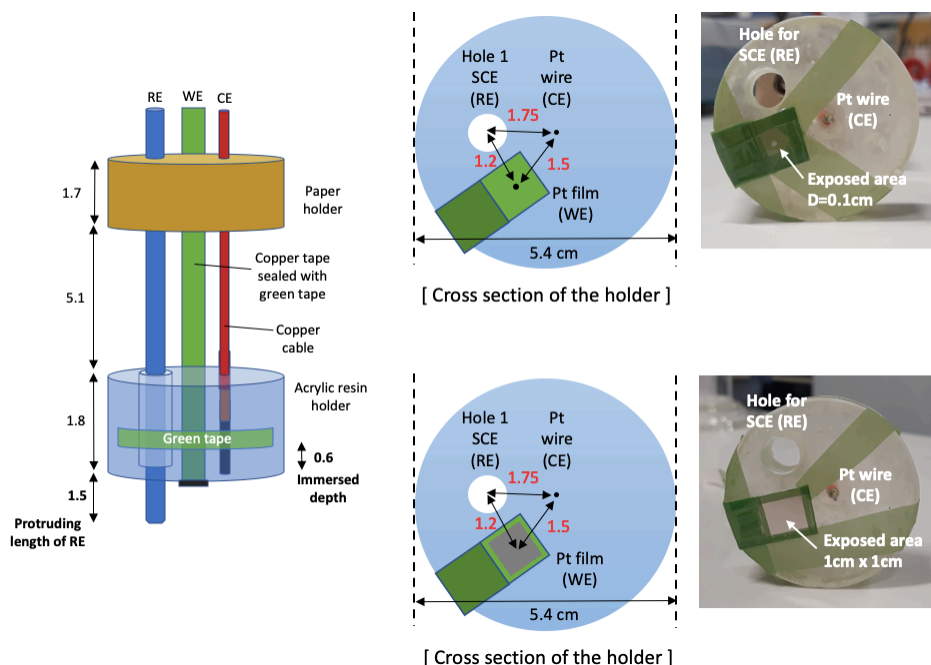 RE
WE
CE
1.7
Paper
holder
5.1
Copper tape
sealed with
green tape
Copper
cable
Acrylic resin
holder
1.8
Green tape
0.6
Immersed
depth
1.5
Protruding
length of RE
Hole 1
SCE
(RE)
Pt
wire
(CE)
1.75
1.2
1.5
Pt film
(WE)
5.4 cm
[ Cross section of the holder ]
Hole for
SCE (RE)
Pt wire
(CE)
Exposed area
D=0.1cm
Hole 1
SCE
(RE)
Pt
wire
(CE)
1.75
1.2
1.5
Pt film
(WE)
5.4 cm
[ Cross section of the holder ]
Hole for
SCE (RE)
Pt wire
(CE)
Exposed area
1cm x 1cm